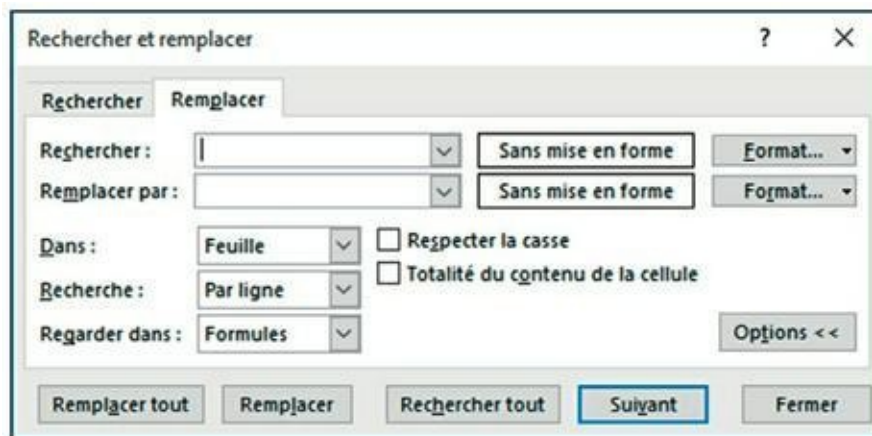 Rechercher et remplacer ?
Rechercher Remplacer
Rechercher : Sans mise en forme Format...
Remplacer par : Sans mise en forme Format...
Dans : Feuille Respecter la casse
Totalité du contenu de la cellule
Recherche : Par ligne
Regarder dans : Formules Options <<
Remplacer tout Remplacer Rechercher tout Suivant Fermer